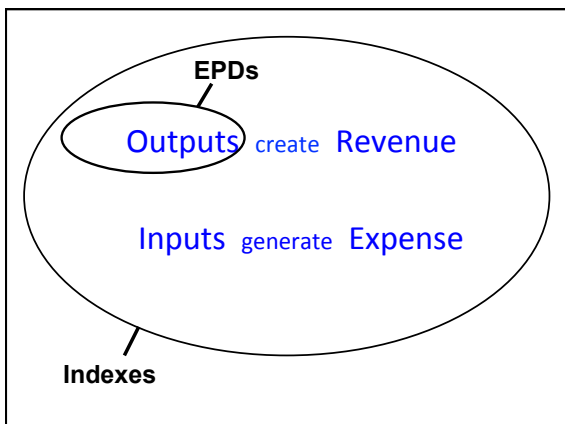 EPDs
Outputs create Revenue
Inputs generate Expense
Indexes